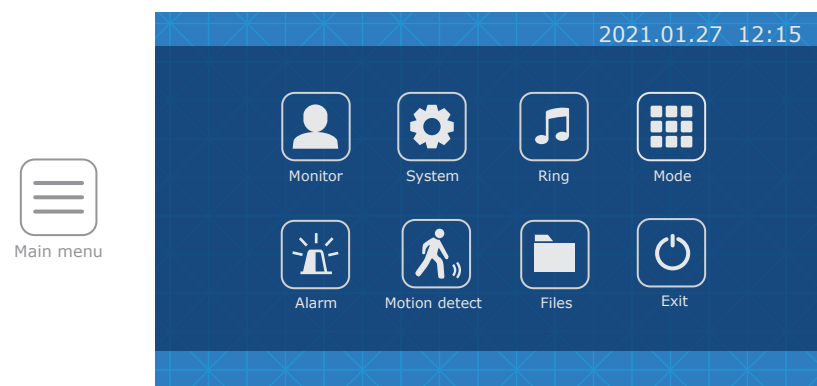 2021.01.27 12:15
Monitor System Ring Mode
Main menu
Alarm Motion detect Files Exit